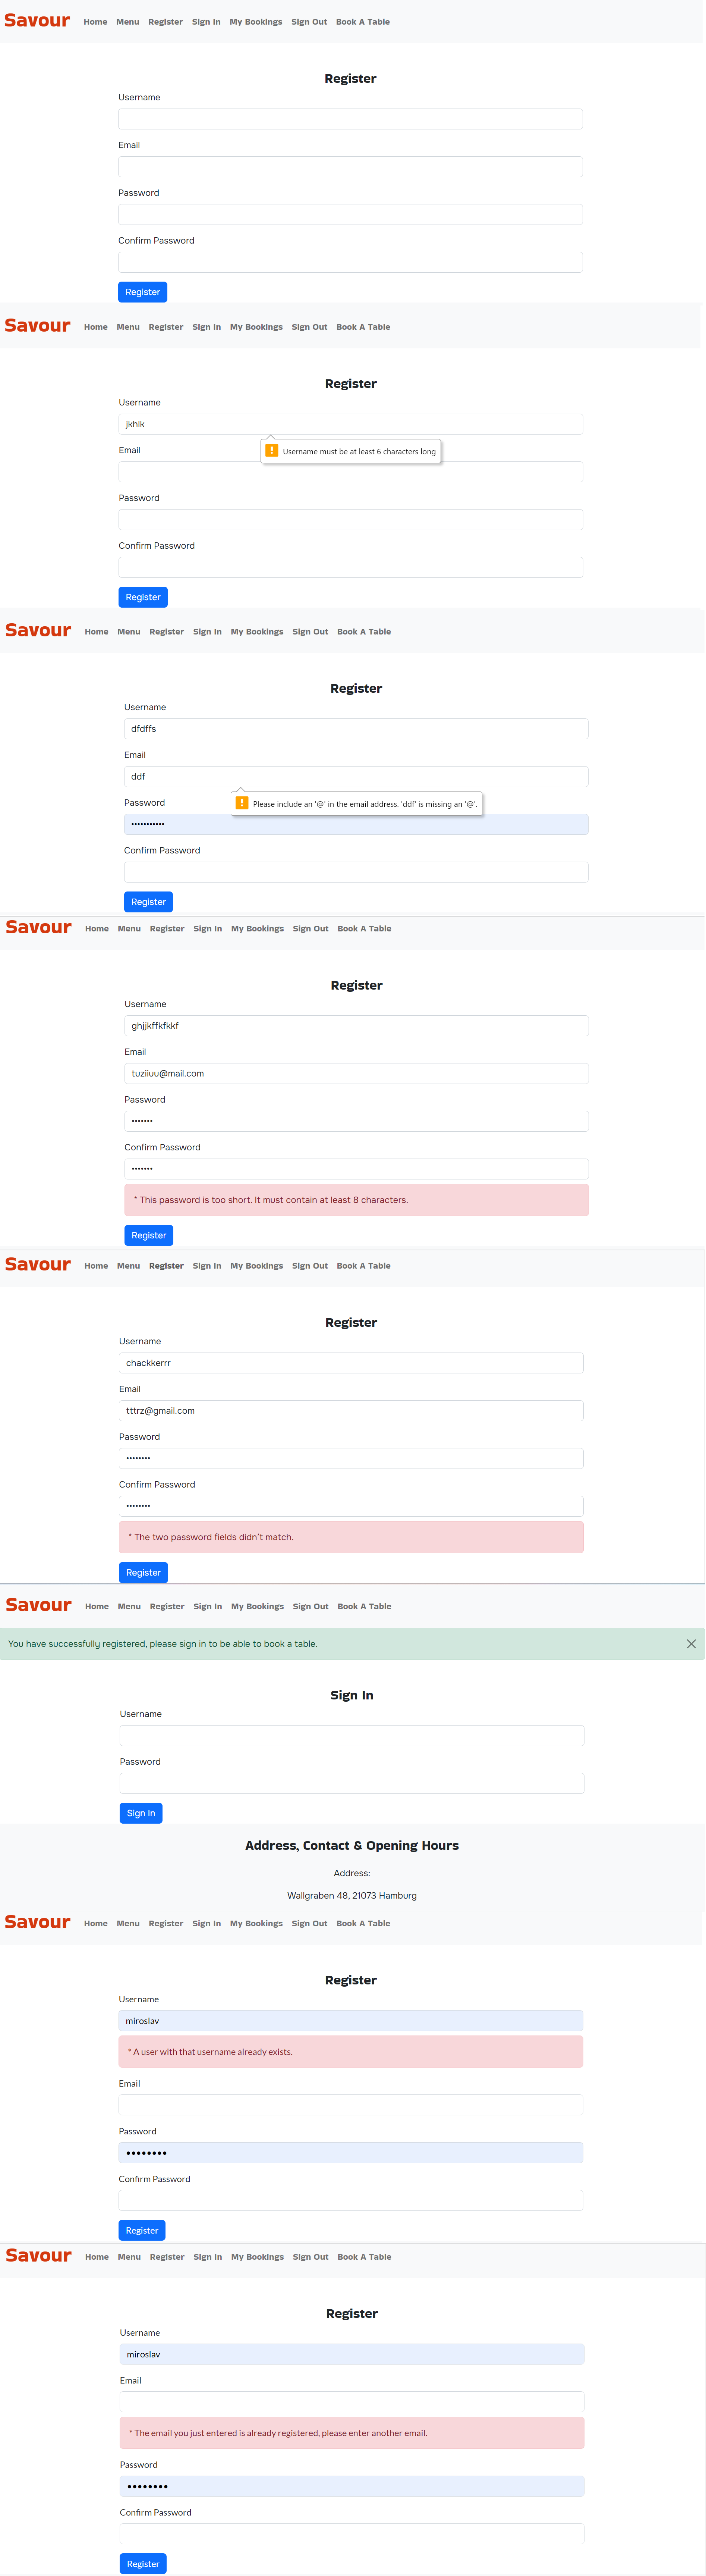 Savour Home Menu Register Sign In My Bookings Sign Out Book A Table
Register
Username
Email
Password
Confirm Password
Register
Savour Home Menu Register Sign In My Bookings Sign Out Book A Table
Register
Username
jkhlk
Email
Username must be at least 6 characters long
Password
Confirm Password
Register
Savour Home Menu Register Sign In My Bookings Sign Out Book A Table
Register
Username
dfdffs
Email
ddf
Password
Please include an '@' in the email address. 'ddf' is missing an '@'.
•••••••••••
Confirm Password
Register
Savour Home Menu Register Sign In My Bookings Sign Out Book A Table
Register
Username
ghjjkffkfkkf
Email
tuziiuu@mail.com
Password
•••••••
Confirm Password
•••••••
* This password is too short. It must contain at least 8 characters.
Register
Savour Home Menu Register Sign In My Bookings Sign Out Book A Table
Register
Username
chackkerrr
Email
tttrz@gmail.com
Password
••••••••
Confirm Password
••••••••
* The two password fields didn't match.
Register
Savour Home Menu Register Sign In My Bookings Sign Out Book A Table
You have successfully registered, please sign in to be able to book a table.
Sign In
Username
Password
Sign In
Address, Contact & Opening Hours
Address:
Wallgraben 48, 21073 Hamburg
Savour Home Menu Register Sign In My Bookings Sign Out Book A Table
Register
Username
miroslav
* A user with that username already exists.
Email
Password
••••••••
Confirm Password
Register
Savour Home Menu Register Sign In My Bookings Sign Out Book A Table
Register
Username
miroslav
Email
* The email you just entered is already registered, please enter another email.
Password
••••••••
Confirm Password
Register